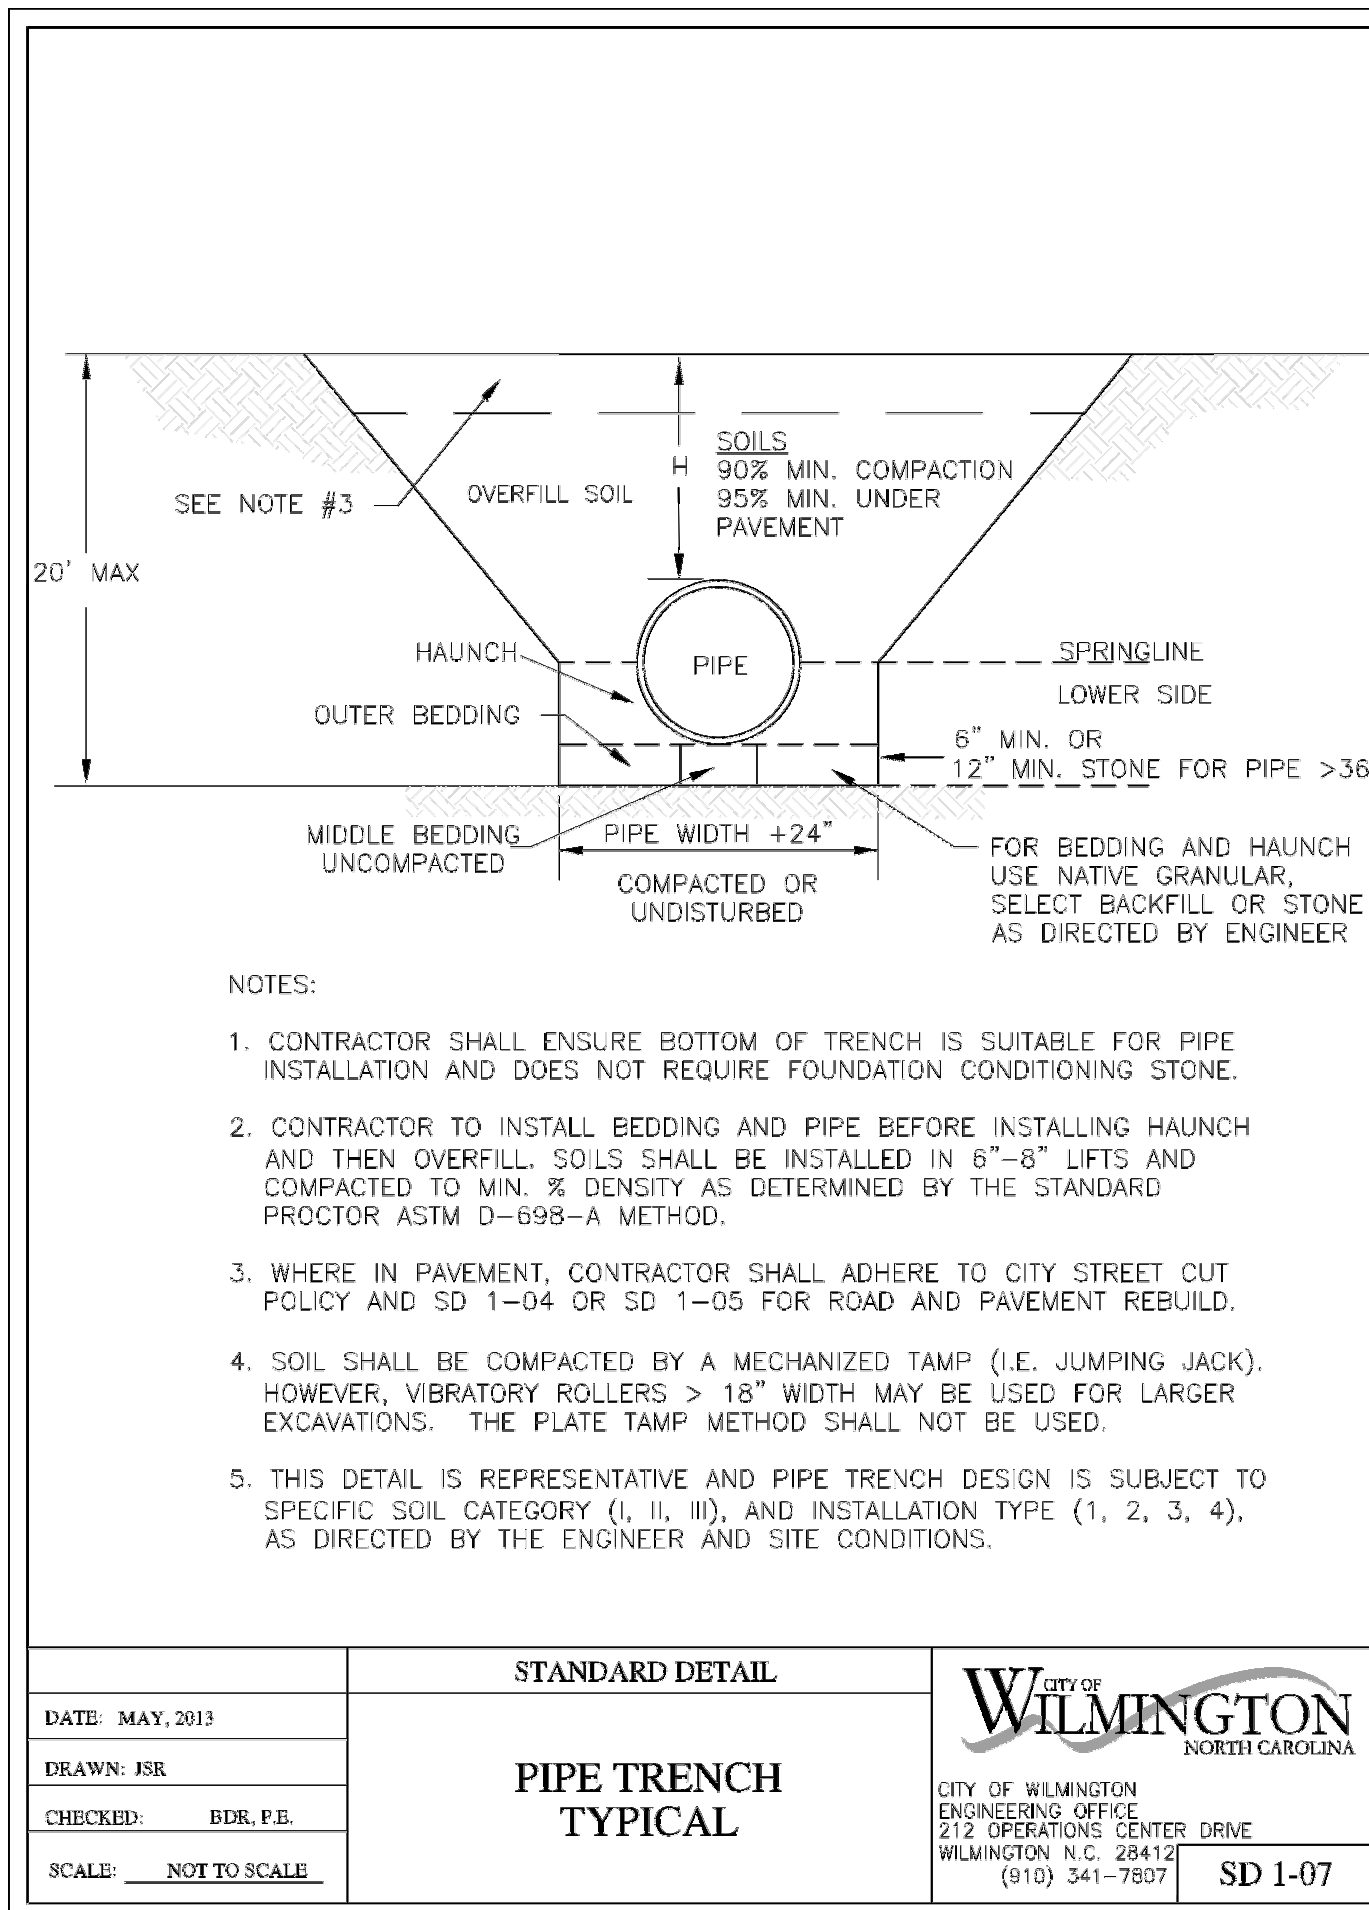 SOILS
90% MIN. COMPACTION
95% MIN. UNDER
PAVEMENT
H
OVERFILL SOIL
SEE NOTE #3
20' MAX
HAUNCH
PIPE
SPRINGLINE
OUTER BEDDING
LOWER SIDE
6" MIN. OR
12" MIN. STONE FOR PIPE >36
MIDDLE BEDDING
UNCOMPACTED
PIPE WIDTH +24"
COMPACTED OR
UNDISTURBED
FOR BEDDING AND HAUNCH
USE NATIVE GRANULAR,
SELECT BACKFILL OR STONE
AS DIRECTED BY ENGINEER
NOTES:
1. CONTRACTOR SHALL ENSURE BOTTOM OF TRENCH IS SUITABLE FOR PIPE
INSTALLATION AND DOES NOT REQUIRE FOUNDATION CONDITIONING STONE.
2. CONTRACTOR TO INSTALL BEDDING AND PIPE BEFORE INSTALLING HAUNCH
AND THEN OVERFILL. SOILS SHALL BE INSTALLED IN 6"-8" LIFTS AND
COMPACTED TO MIN. % DENSITY AS DETERMINED BY THE STANDARD
PROCTOR ASTM D-698-A METHOD.
3. WHERE IN PAVEMENT, CONTRACTOR SHALL ADHERE TO CITY STREET CUT
POLICY AND SD 1-04 OR SD 1-05 FOR ROAD AND PAVEMENT REBUILD.
4. SOIL SHALL BE COMPACTED BY A MECHANIZED TAMP (I.E. JUMPING JACK).
HOWEVER, VIBRATORY ROLLERS > 18" WIDTH MAY BE USED FOR LARGER
EXCAVATIONS. THE PLATE TAMP METHOD SHALL NOT BE USED.
5. THIS DETAIL IS REPRESENTATIVE AND PIPE TRENCH DESIGN IS SUBJECT TO
SPECIFIC SOIL CATEGORY (I, II, III), AND INSTALLATION TYPE (1, 2, 3, 4),
AS DIRECTED BY THE ENGINEER AND SITE CONDITIONS.
DATE: MAY, 2013
DRAWN: JSR
CHECKED: BDR, P.E.
SCALE: NOT TO SCALE
STANDARD DETAIL
PIPE TRENCH
TYPICAL
CITY OF
WILMINGTON
NORTH CAROLINA
CITY OF WILMINGTON
ENGINEERING OFFICE
212 OPERATIONS CENTER DRIVE
WILMINGTON N.C. 28412
(910) 341-7807
SD 1-07